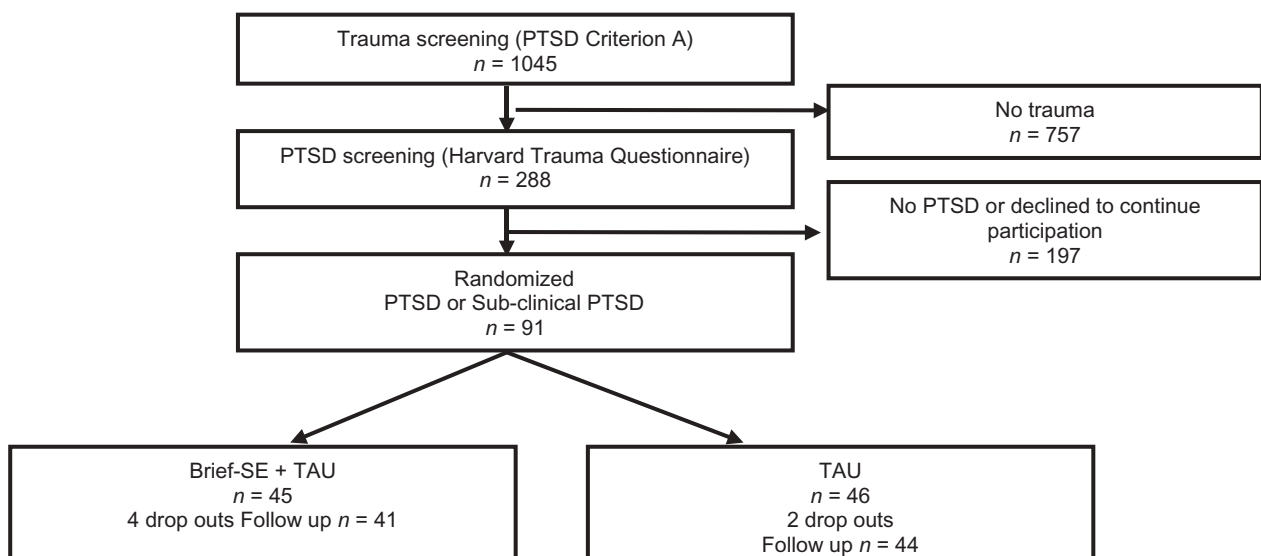 Trauma screening (PTSD Criterion A)
n = 1045
No trauma
n = 757
PTSD screening (Harvard Trauma Questionnaire)
n = 288
No PTSD or declined to continue
participation
n = 197
Randomized
PTSD or Sub-clinical PTSD
n = 91
Brief-SE + TAU
n = 45
4 drop outs Follow up n = 41
TAU
n = 46
2 drop outs
Follow up n = 44